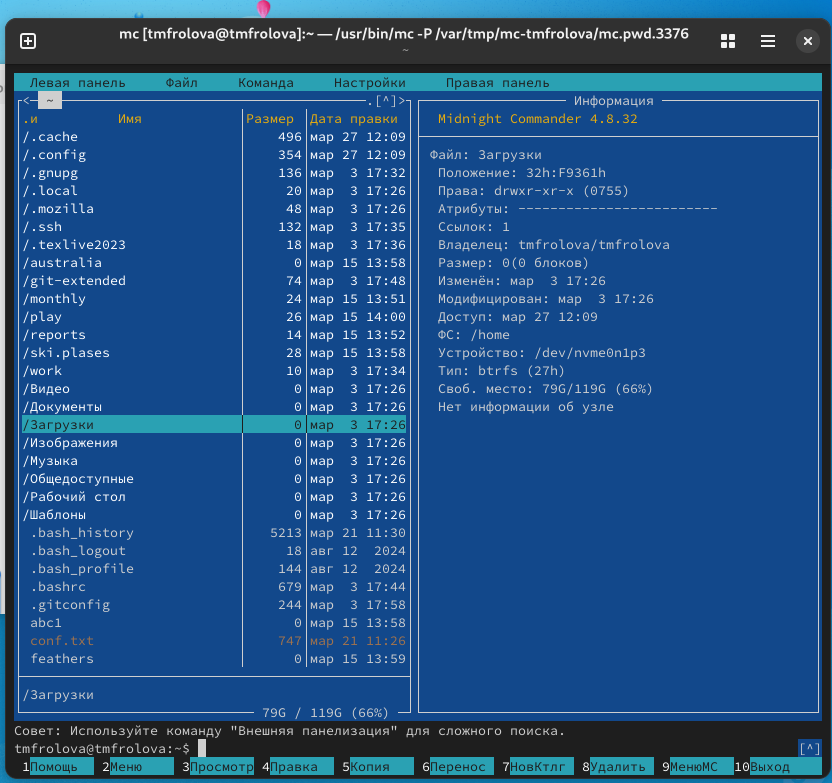 mc [tmfrolova@tmfrolova]:~ — /usr/bin/mc -P /var/tmp/mc-tmfrolova/mc.pwd.3376
~
Левая панель Файл Команда Настройки Правая панель
<─ ~ ─.[^]>
.и Имя Размер Дата правки
/.cache 496 мар 27 12:09
/.config 354 мар 27 12:09
/.gnupg 136 мар 3 17:32
/.local 20 мар 3 17:26
/.mozilla 48 мар 3 17:26
/.ssh 132 мар 3 17:35
/.texlive2023 18 мар 3 17:36
/australia 0 мар 15 13:58
/git-extended 74 мар 3 17:48
/monthly 24 мар 15 13:51
/play 26 мар 15 14:00
/reports 14 мар 15 13:52
/ski.plases 28 мар 15 13:58
/work 10 мар 3 17:34
/Видео 0 мар 3 17:26
/Документы 0 мар 3 17:26
/Загрузки 0 мар 3 17:26
/Изображения 0 мар 3 17:26
/Музыка 0 мар 3 17:26
/Общедоступные 0 мар 3 17:26
/Рабочий стол 0 мар 3 17:26
/Шаблоны 0 мар 3 17:26
.bash_history 5213 мар 21 11:30
.bash_logout 18 авг 12 2024
.bash_profile 144 авг 12 2024
.bashrc 679 мар 3 17:44
.gitconfig 244 мар 3 17:58
abc1 0 мар 15 13:58
conf.txt 747 мар 21 11:26
feathers 0 мар 15 13:59
/Загрузки
79G / 119G (66%)
Информация
Midnight Commander 4.8.32
Файл: Загрузки
Положение: 32h:F9361h
Права: drwxr-xr-x (0755)
Атрибуты: -------------------------
Ссылок: 1
Владелец: tmfrolova/tmfrolova
Размер: 0(0 блоков)
Изменён: мар 3 17:26
Модифицирован: мар 3 17:26
Доступ: мар 27 12:09
ФС: /home
Устройство: /dev/nvme0n1p3
Тип: btrfs (27h)
Своб. место: 79G/119G (66%)
Нет информации об узле
Совет: Используйте команду "Внешняя панелизация" для сложного поиска.
tmfrolova@tmfrolova:~$ [^]
1Помощь 2Меню 3Просмотр 4Правка 5Копия 6Перенос 7НовКтлг 8Удалить 9МенюMC 10Выход